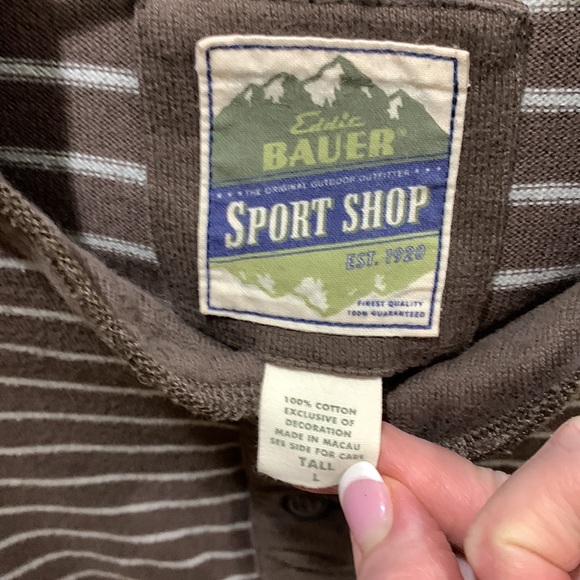 Eddie
BAUER®
THE ORIGINAL OUTDOOR OUTFITTER
SPORT SHOP
EST. 1920
FINEST QUALITY
100% GUARANTEED
100% COTTON
EXCLUSIVE OF
DECORATION
MADE IN MACAU
SEE SIDE FOR CARE
TALL
L